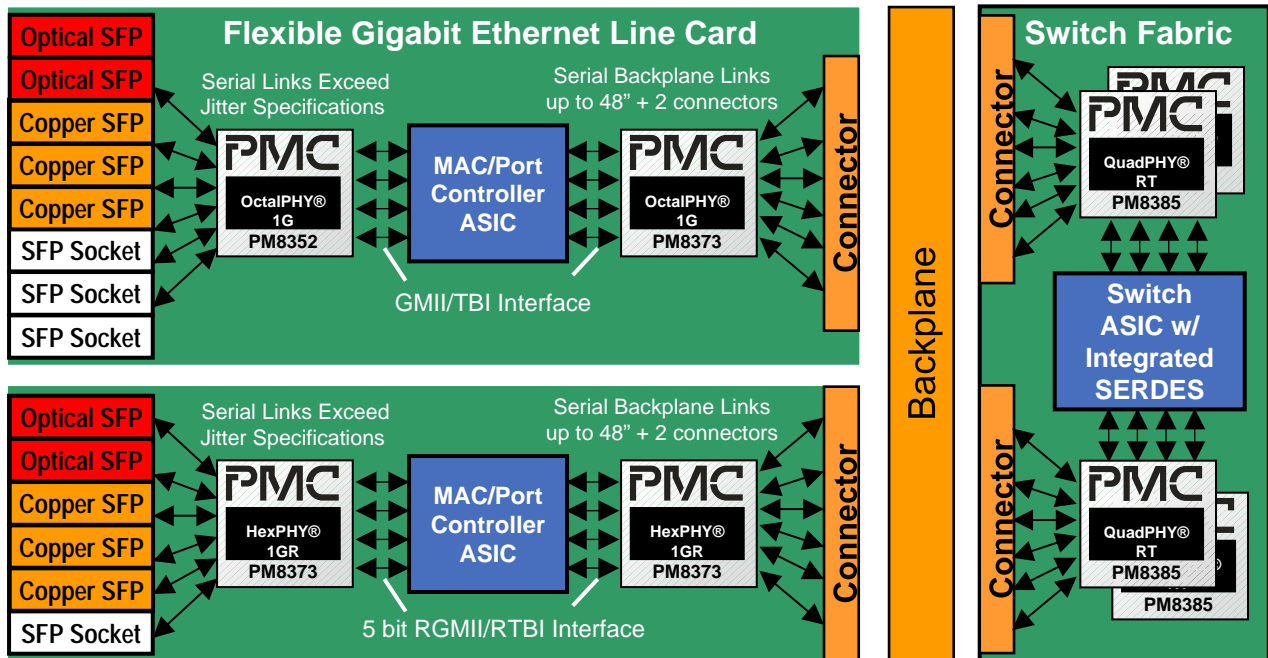 Flexible Gigabit Ethernet Line Card
Optical SFP
Optical SFP
Copper SFP
Copper SFP
Copper SFP
SFP Socket
SFP Socket
SFP Socket
Serial Links Exceed
Jitter Specifications
PMC
OctalPHY®
1G
PM8352
MAC/Port
Controller
ASIC
GMII/TBI Interface
Serial Backplane Links
up to 48” + 2 connectors
PMC
OctalPHY®
1G
PM8373
Connector
Optical SFP
Optical SFP
Copper SFP
Copper SFP
Copper SFP
SFP Socket
Serial Links Exceed
Jitter Specifications
PMC
HexPHY®
1GR
PM8373
MAC/Port
Controller
ASIC
5 bit RGMII/RTBI Interface
Serial Backplane Links
up to 48” + 2 connectors
PMC
HexPHY®
1GR
PM8373
Connector
Backplane
Switch Fabric
Connector
PMC
PMC
QuadPHY®
RT
PM8385
Switch
ASIC w/
Integrated
SERDES
Connector
PMC
QuadPHY®
RT
PM8385
PM8385